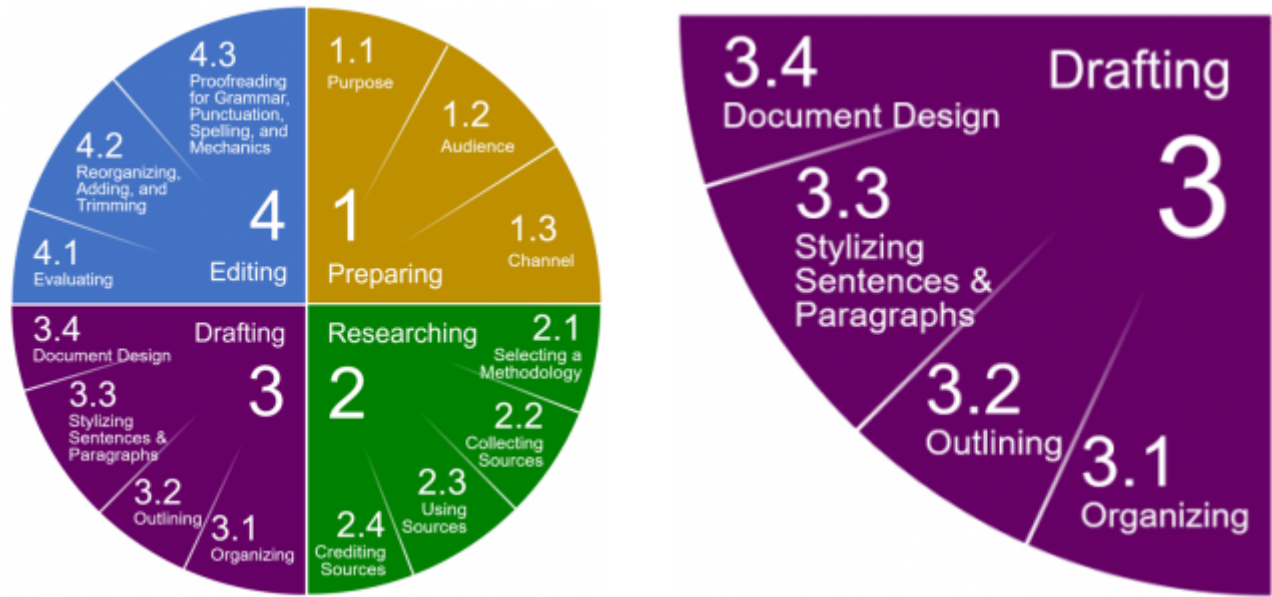 1.1
Purpose
1.2
Audience
1.3
Channel
1
Preparing
2.1
Selecting a
Methodology
2.2
Collecting
Sources
2.3
Using
Sources
2.4
Crediting
Sources
Researching
2
3.1
Organizing
3.2
Outlining
3.3
Stylizing
Sentences &
Paragraphs
3.4
Document Design
Drafting
3
4.1
Evaluating
4.2
Reorganizing,
Adding, and
Trimming
4.3
Proofreading
for Grammar,
Punctuation,
Spelling, and
Mechanics
4
Editing
3.4
Document Design
Drafting
3
3.3
Stylizing
Sentences &
Paragraphs
3.2
Outlining
3.1
Organizing